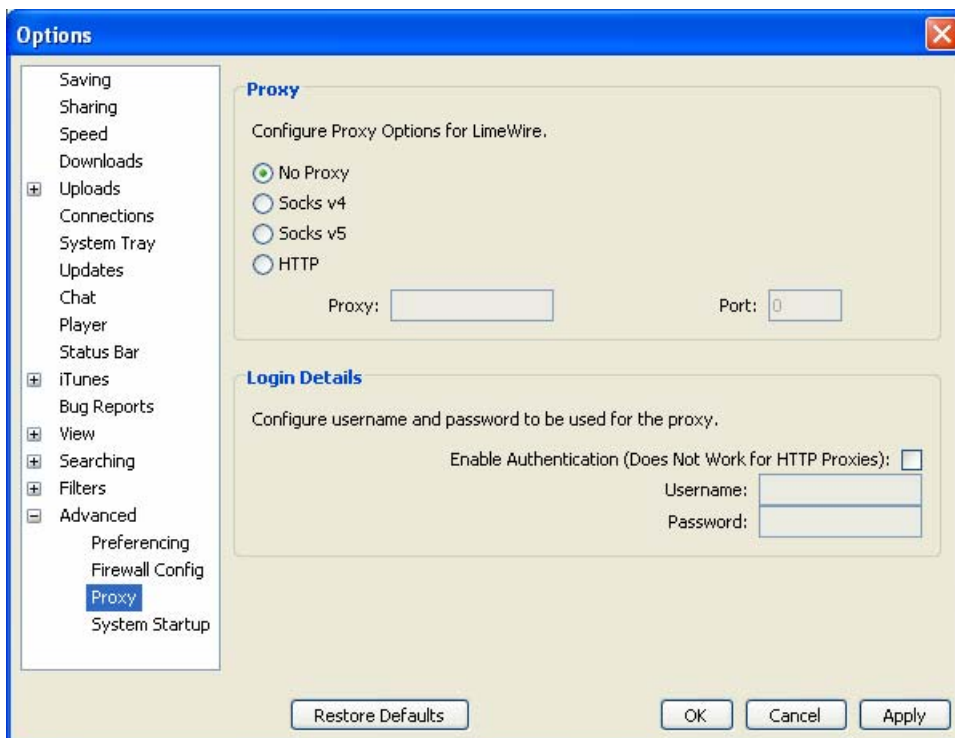 Options
Saving
Sharing
Speed
Downloads
Uploads
Connections
System Tray
Updates
Chat
Player
Status Bar
iTunes
Bug Reports
View
Searching
Filters
Advanced
Preferencing
Firewall Config
Proxy
System Startup
Proxy
Configure Proxy Options for LimeWire.
No Proxy
Socks v4
Socks v5
HTTP
Proxy: Port: 0
Login Details
Configure username and password to be used for the proxy.
Enable Authentication (Does Not Work for HTTP Proxies):
Username:
Password:
Restore Defaults OK Cancel Apply